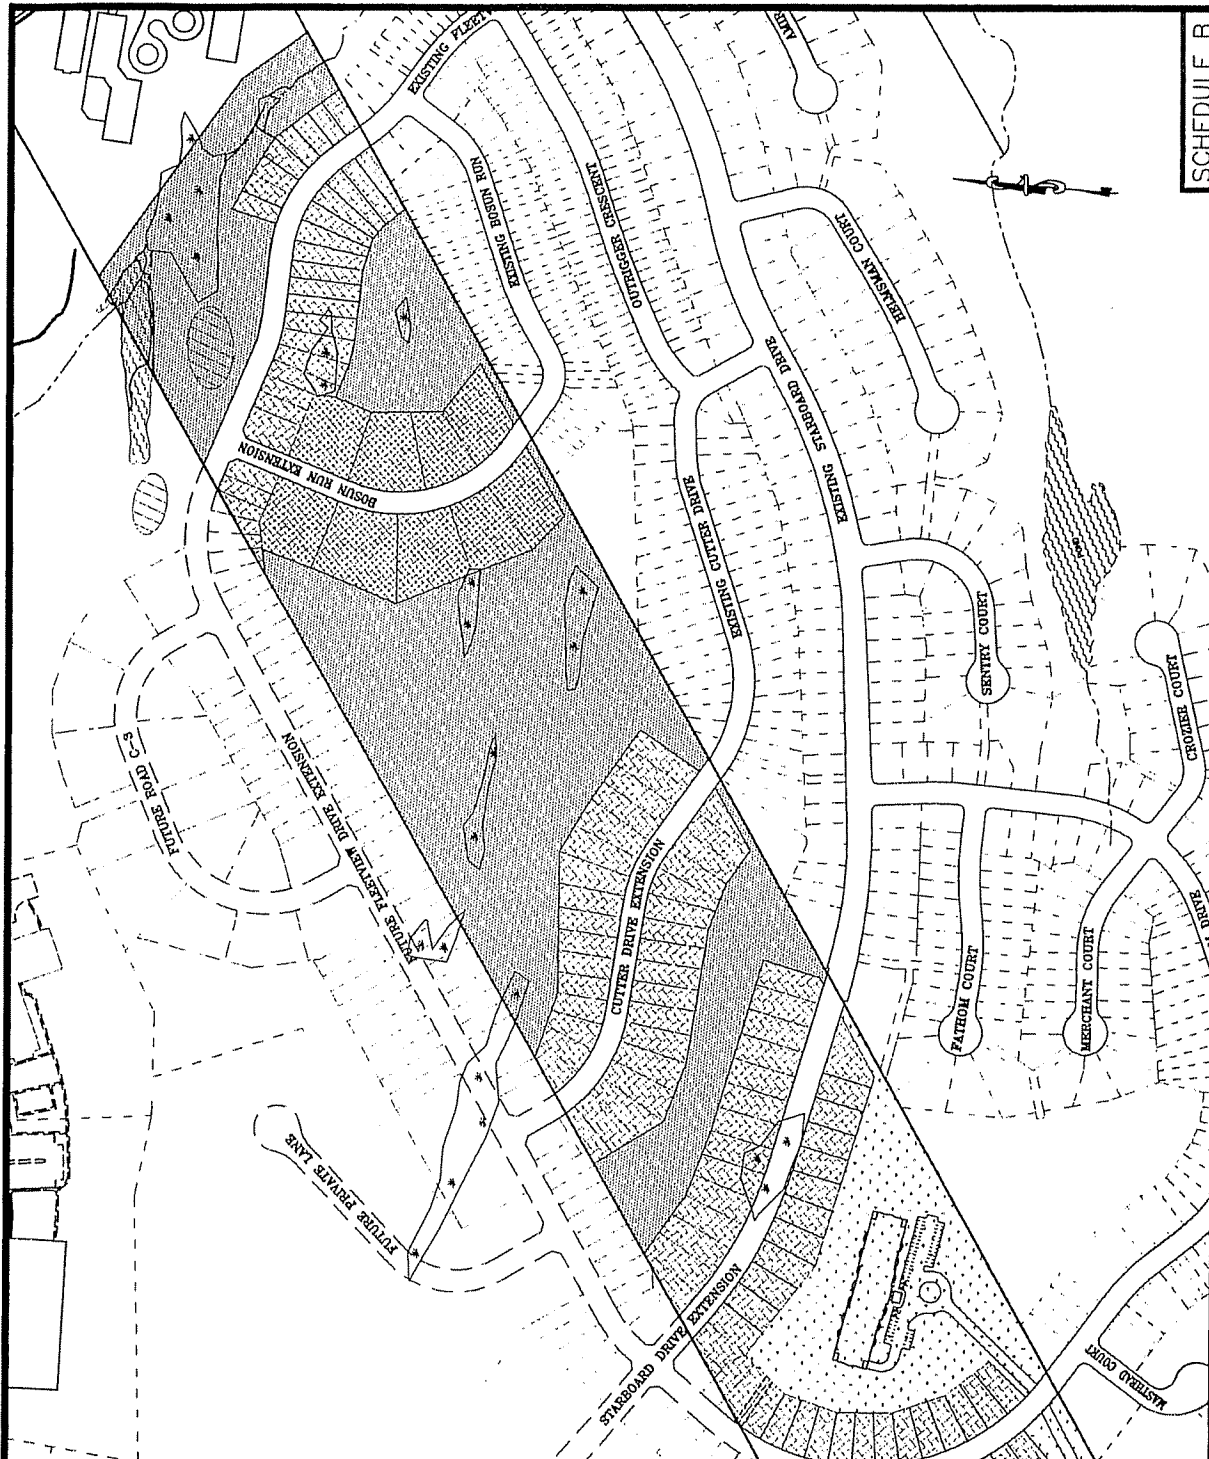 SCHEDULE B
EXISTING FLEETV
AMIR
EXISTING BOSUN RUN
OUTRIGGER CRESCENT
HELMSMAN COURT
BOSUN RUN EXTENSION
EXISTING STARBOARD DRIVE
EXISTING CUTTER DRIVE
SENTRY COURT
CROZIER COURT
FUTURE ROAD C-3
FUTURE FLEETVIEW DRIVE EXTENSION
CUTTER DRIVE EXTENSION
FATHOM COURT
MERCHANT COURT
DRIVE
FUTURE PRIVATE LANE
STARBOARD DRIVE EXTENSION
MASTHEAD COURT